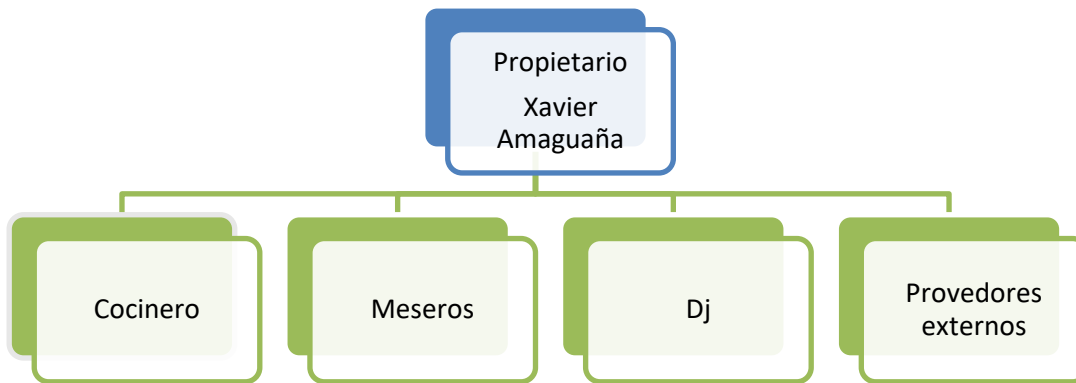 Propietario
Xavier
Amaguaña
Cocinero
Meseros
Dj
Provedores
externos